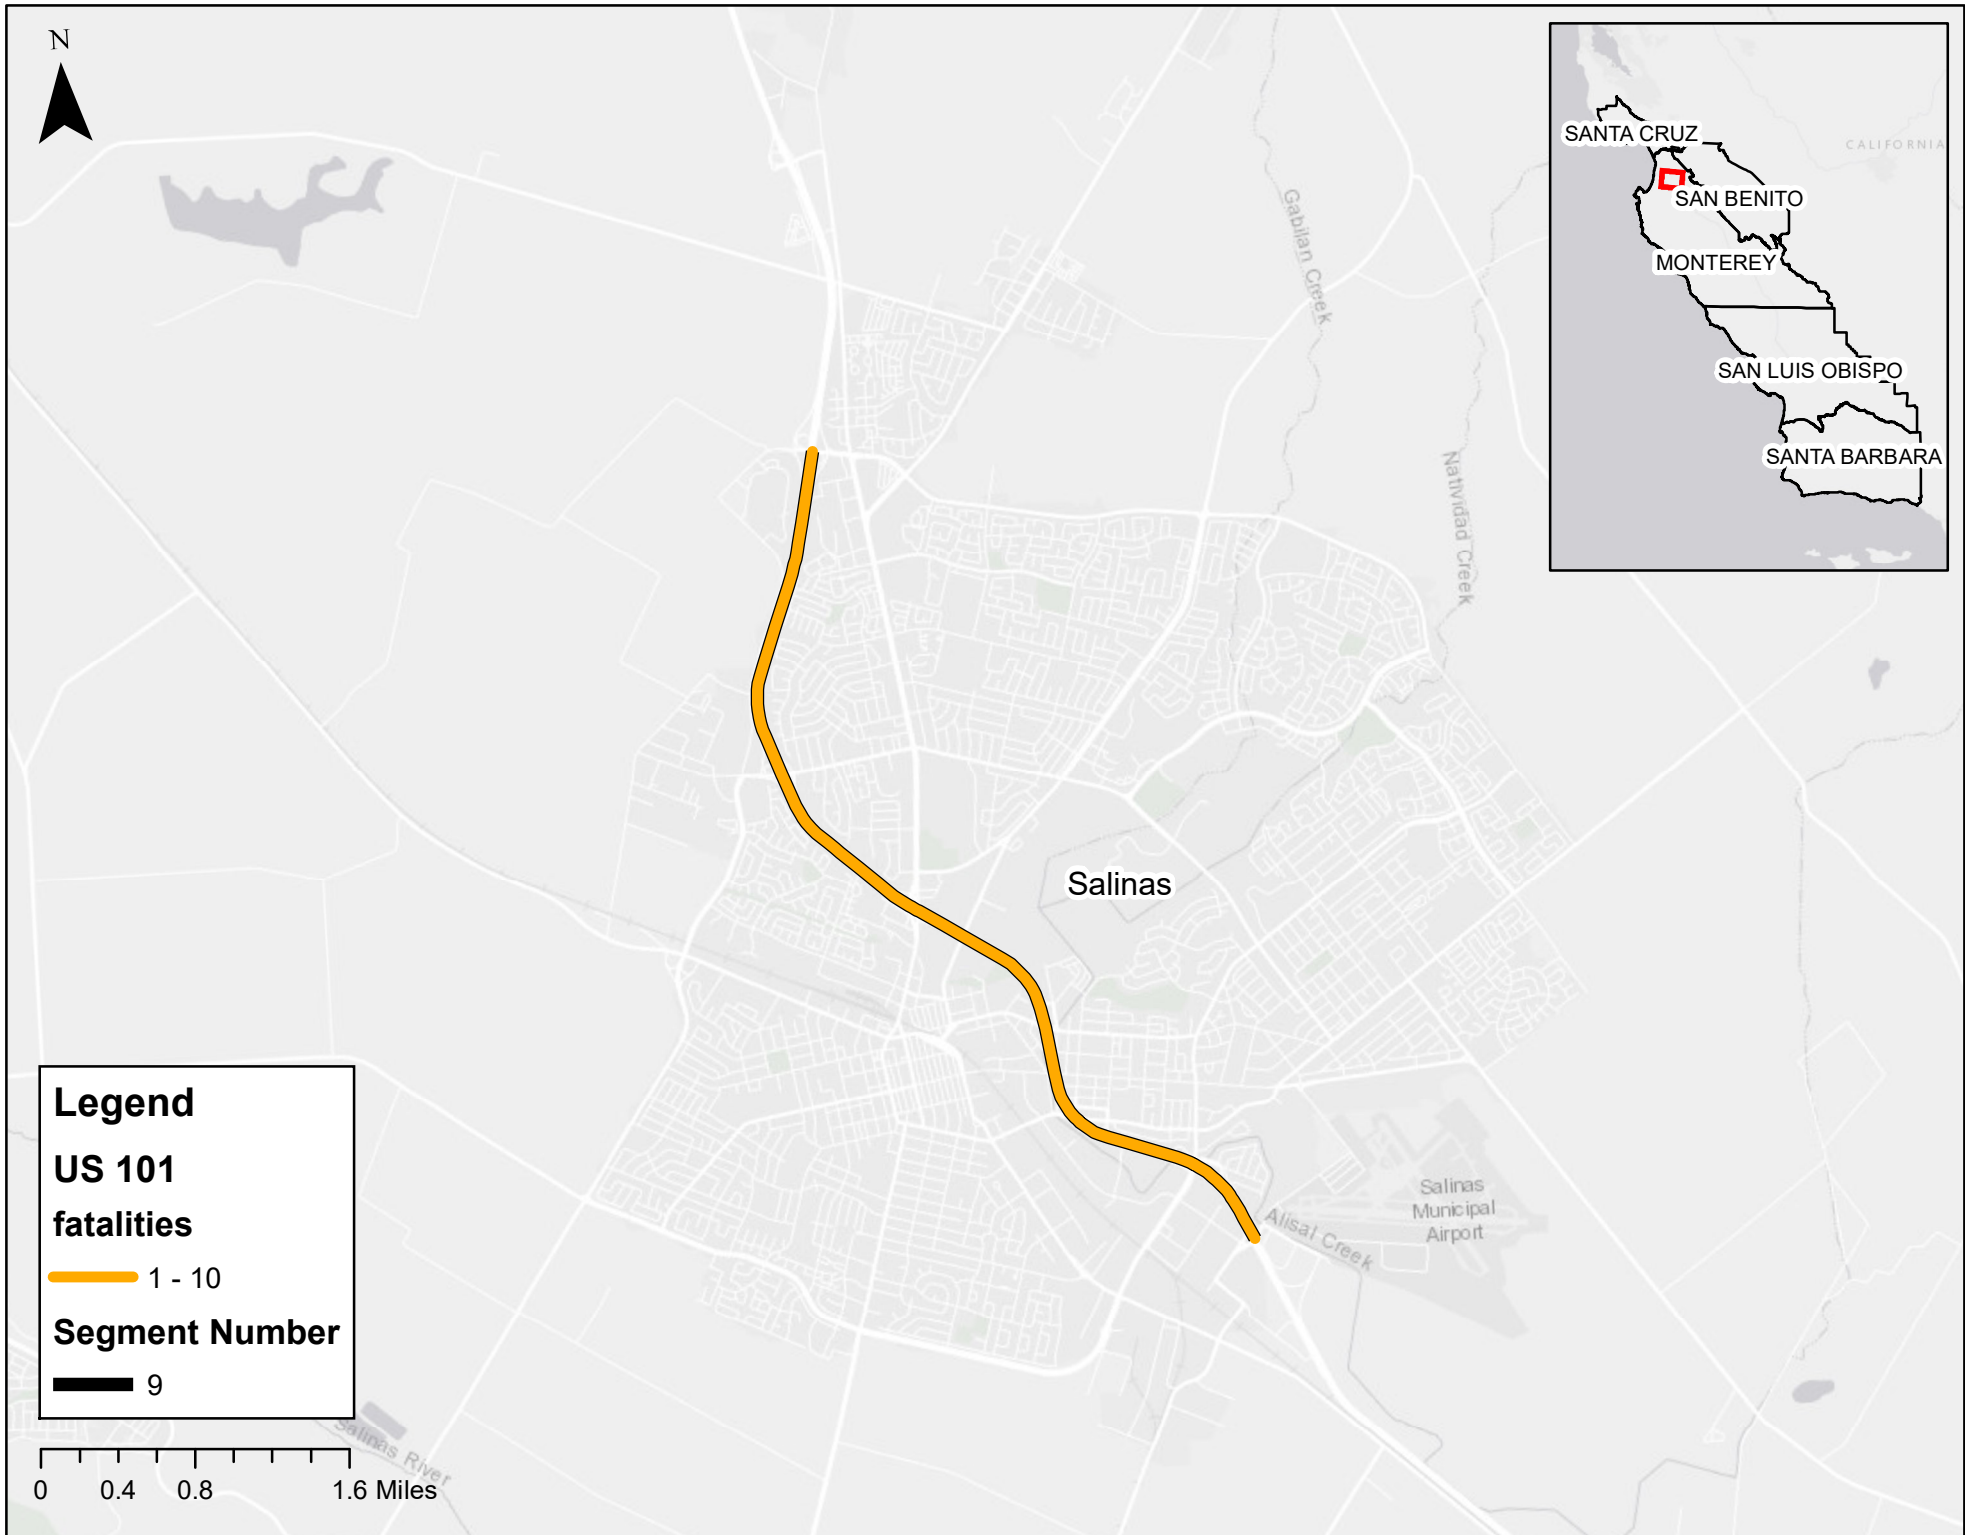 N
SANTA CRUZ
CALIFORNIA
SAN BENITO
MONTEREY
SAN LUIS OBISPO
SANTA BARBARA
Gabilan Creek
Natividad Creek
Salinas
Salinas
Municipal
Airport
Alisal Creek
Legend
US 101
fatalities
1 - 10
Segment Number
9
Salinas River
0 0.4 0.8 1.6 Miles